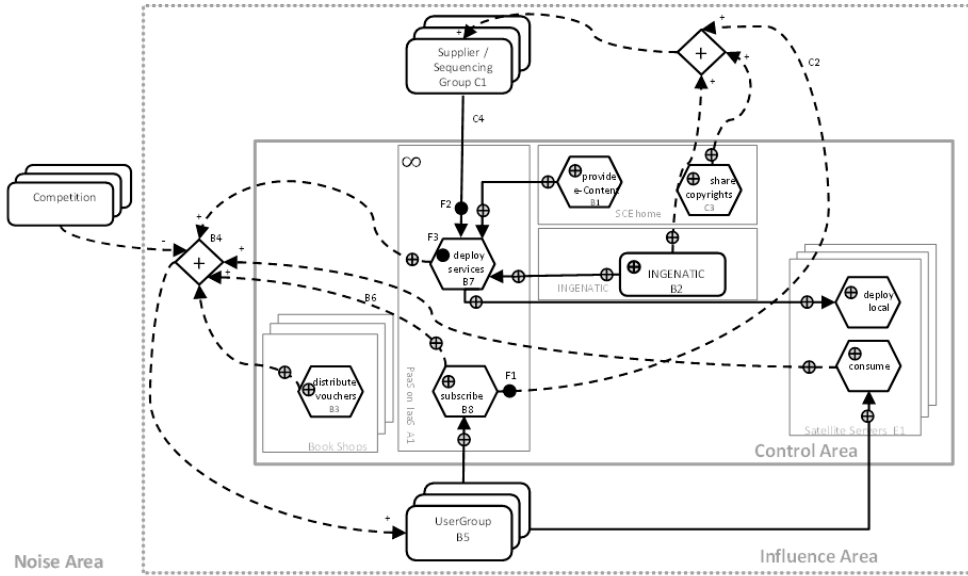 +
+
+
C2
+
+
Supplier /
Sequencing
Group C1
C4
∞
provide
e-Content
B1
share
copyrights
C3
SCEhome
F2
Competition
+
-
B4
+
+
+
F3
deploy
services
B7
INGENATIC
B2
INGENATIC
deploy
local
B6
+
F1
distribute
vouchers
B3
subscribe
B8
consume
PaaS on IaaS A1
Book Shops
Satellite Servers E1
Control Area
+
UserGroup
B5
Noise Area
Influence Area